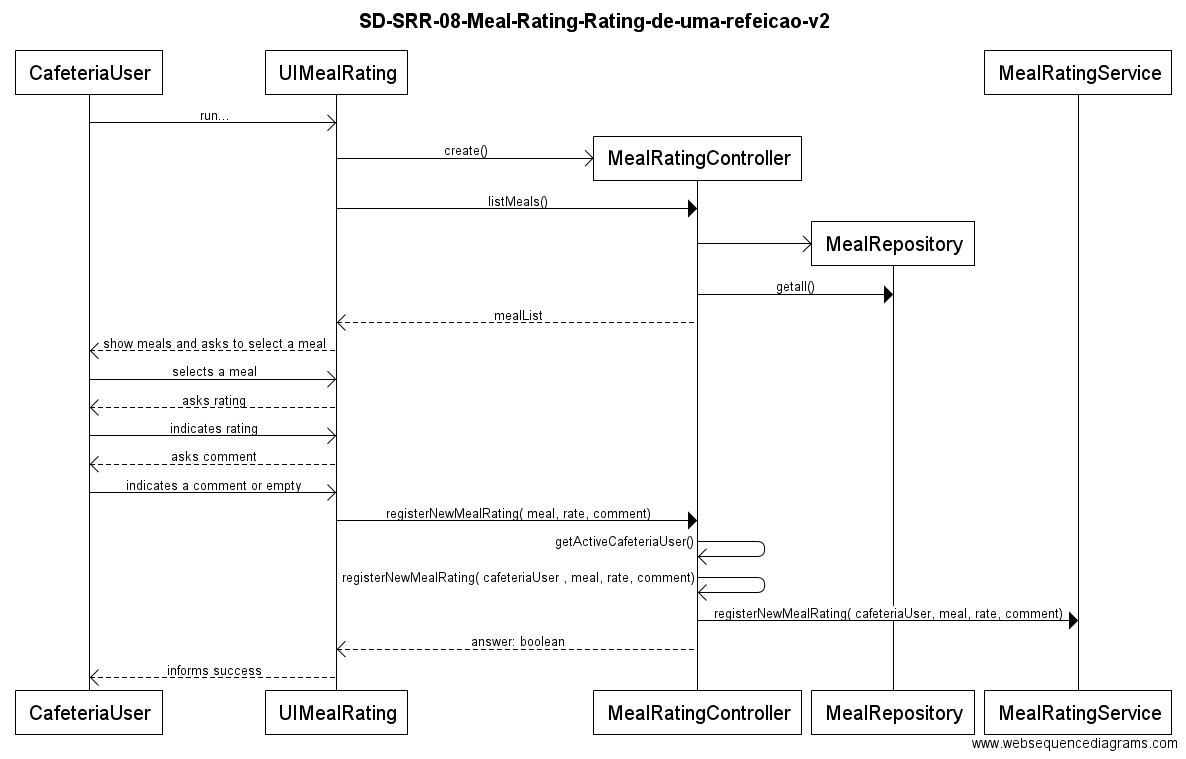 SD-SRR-08-Meal-Rating-Rating-de-uma-refeicao-v2
CafeteriaUser
UIMealRating
MealRatingService
run...
create()
MealRatingController
listMeals()
MealRepository
getall()
mealList
show meals and asks to select a meal
selects a meal
asks rating
indicates rating
asks comment
indicates a comment or empty
registerNewMealRating( meal, rate, comment)
getActiveCafeteriaUser()
registerNewMealRating( cafeteriaUser , meal, rate, comment)
registerNewMealRating( cafeteriaUser, meal, rate, comment)
answer: boolean
informs success
CafeteriaUser
UIMealRating
MealRatingController
MealRepository
MealRatingService
www.websequencediagrams.com